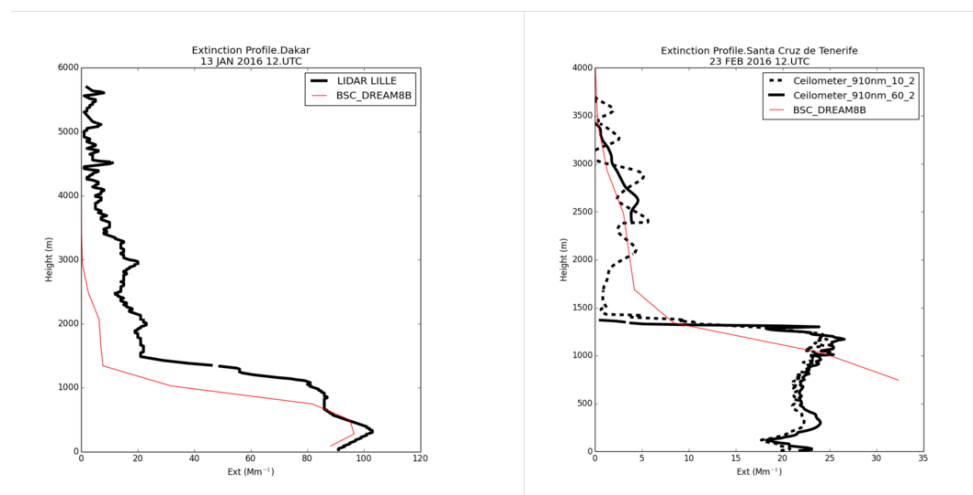 Extinction Profile.Dakar
13 JAN 2016 12.UTC
6000
5000
4000
3000
2000
1000
0
Height (m)
0 20 40 60 80 100 120
Ext (Mm⁻¹)
LIDAR LILLE
BSC_DREAM8B
Extinction Profile.Santa Cruz de Tenerife
23 FEB 2016 12.UTC
4000
3500
3000
2500
2000
1500
1000
500
0
Height (m)
0 5 10 15 20 25 30 35
Ext (Mm⁻¹)
Ceilometer_910nm_10_2
Ceilometer_910nm_60_2
BSC_DREAM8B